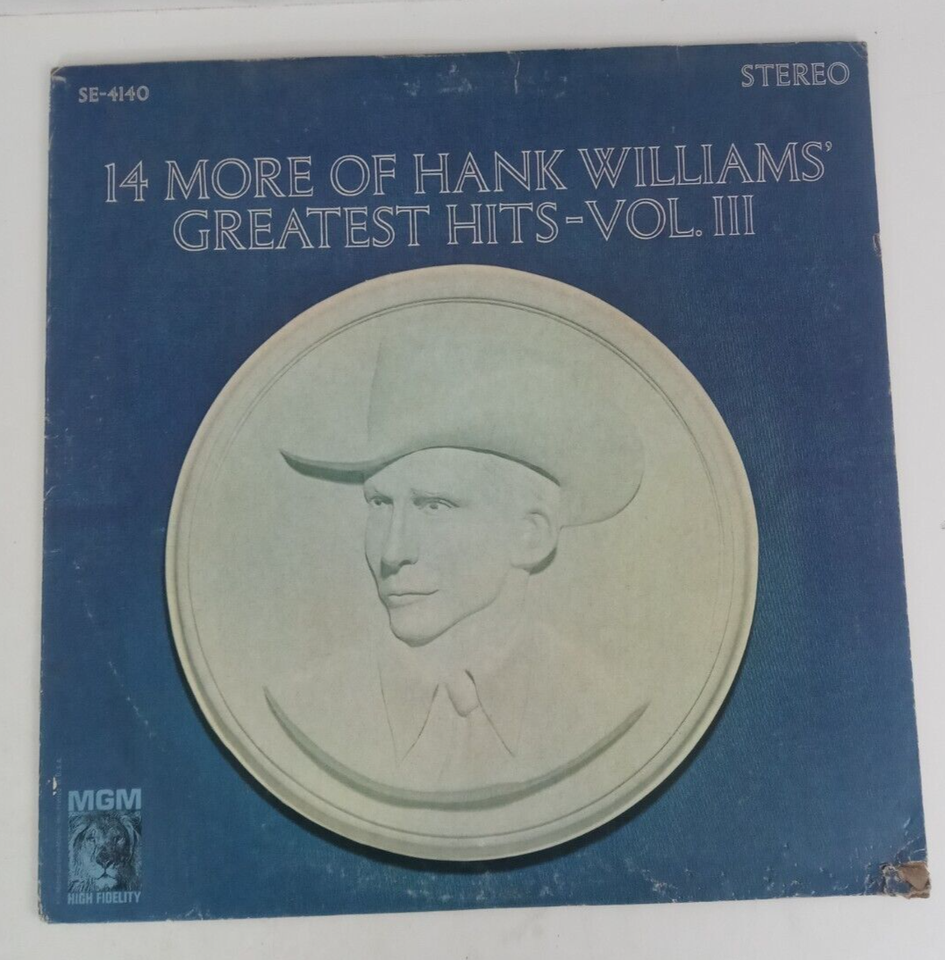 SE-4140
STEREO
14 MORE OF HANK WILLIAMS'
GREATEST HITS-VOL. III
MGM
HIGH FIDELITY